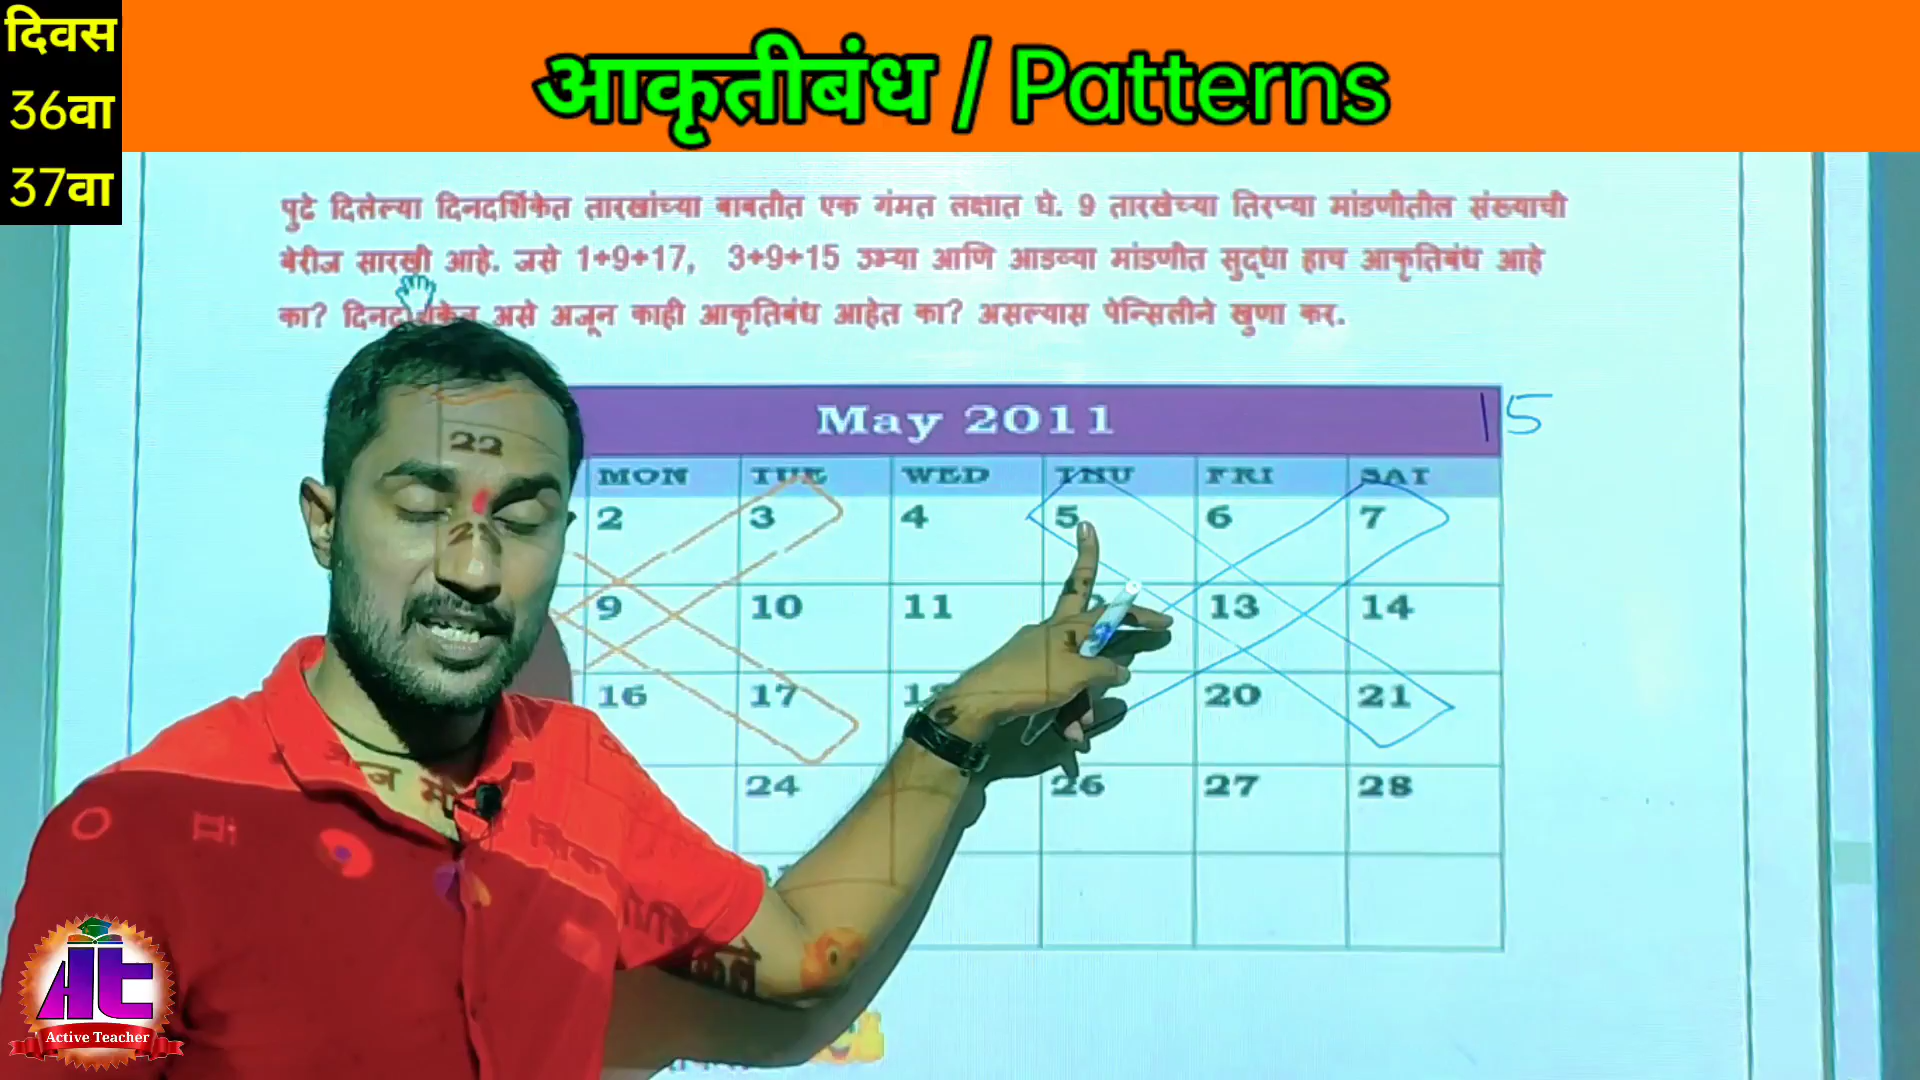 दिवस
36वा
37वा
आकृतीबंध / Patterns
पुढे दिलेल्या दिनदर्शिकेत तारखांच्या बाबतीत एक गंमत लक्षात घे. 9 तारखेच्या तिरप्या मांडणीतील संख्याची
बेरीज सारखी आहे. जसे 1+9+17, 3+9+15 उभ्या आणि आडव्या मांडणीत सुद्धा हाच आकृतिबंध आहे
का? असे अजून काही आकृतिबंध आहेत का? असल्यास पेन्सिलीने खुणा कर.
May 2011
15
MON TUE WED THU FRI SAT
2 3 4 5 6 7
9 10 11 13 14
16 17 20 21
24 26 27 28
22
At
Active Teacher